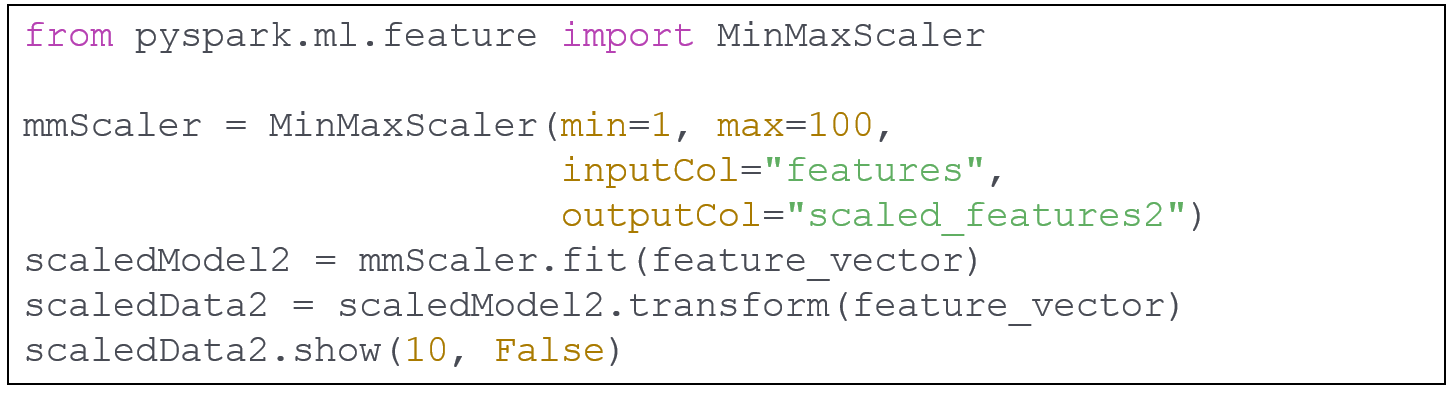 from pyspark.ml.feature import MinMaxScaler
mmScaler = MinMaxScaler(min=1, max=100,
                        inputCol="features",
                        outputCol="scaled_features2")
scaledModel2 = mmScaler.fit(feature_vector)
scaledData2 = scaledModel2.transform(feature_vector)
scaledData2.show(10, False)